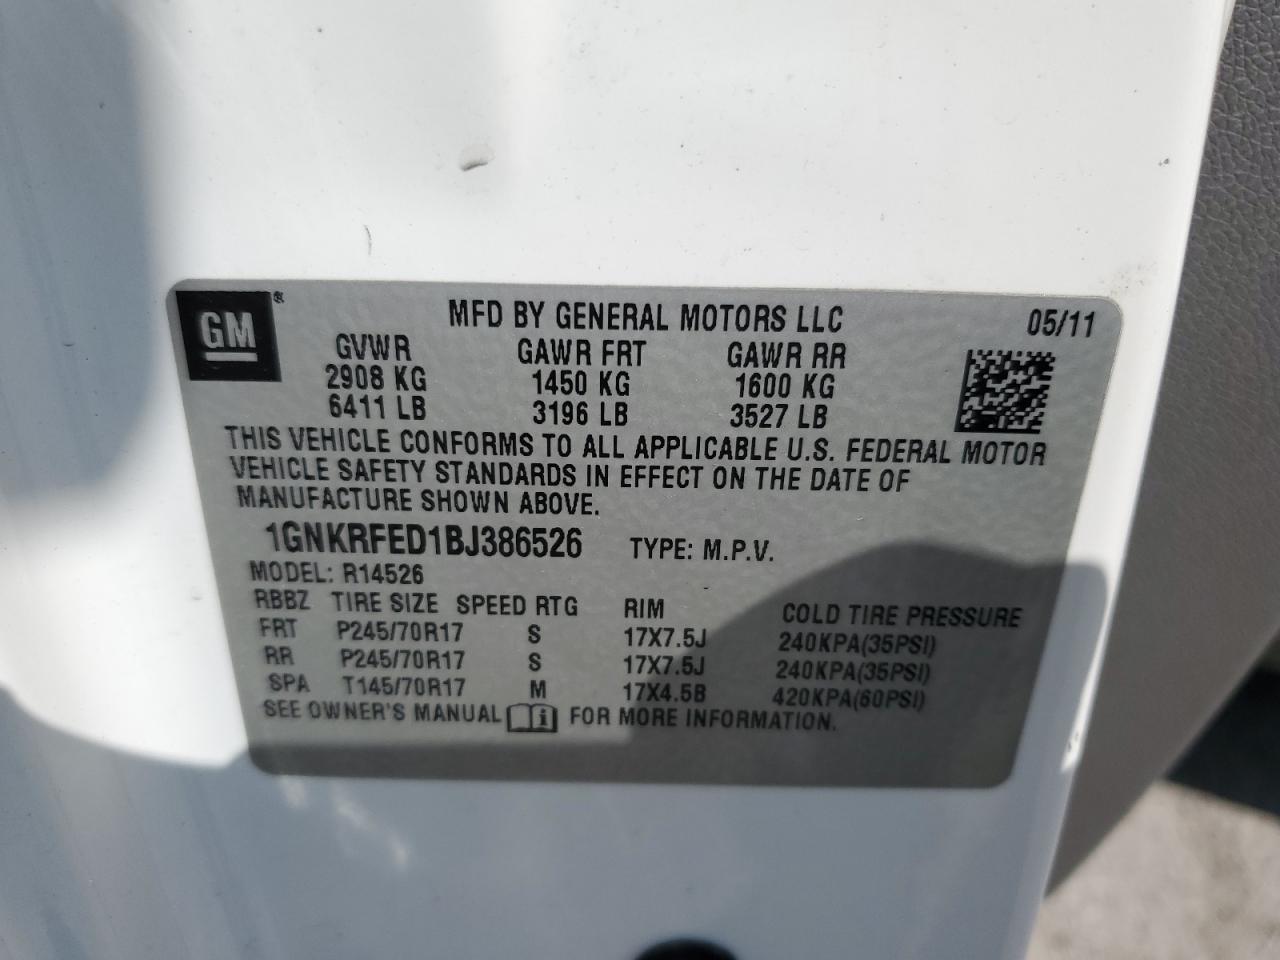 GM®
MFD BY GENERAL MOTORS LLC 05/11
GVWR GAWR FRT GAWR RR
2908 KG 1450 KG 1600 KG
6411 LB 3196 LB 3527 LB
THIS VEHICLE CONFORMS TO ALL APPLICABLE U.S. FEDERAL MOTOR
VEHICLE SAFETY STANDARDS IN EFFECT ON THE DATE OF
MANUFACTURE SHOWN ABOVE.
1GNKRFED1BJ386526 TYPE: M.P.V.
MODEL: R14526
RBBZ TIRE SIZE SPEED RTG RIM COLD TIRE PRESSURE
FRT P245/70R17 S 17X7.5J 240KPA(35PSI)
RR P245/70R17 S 17X7.5J 240KPA(35PSI)
SPA T145/70R17 M 17X4.5B 420KPA(60PSI)
SEE OWNER'S MANUAL i FOR MORE INFORMATION.